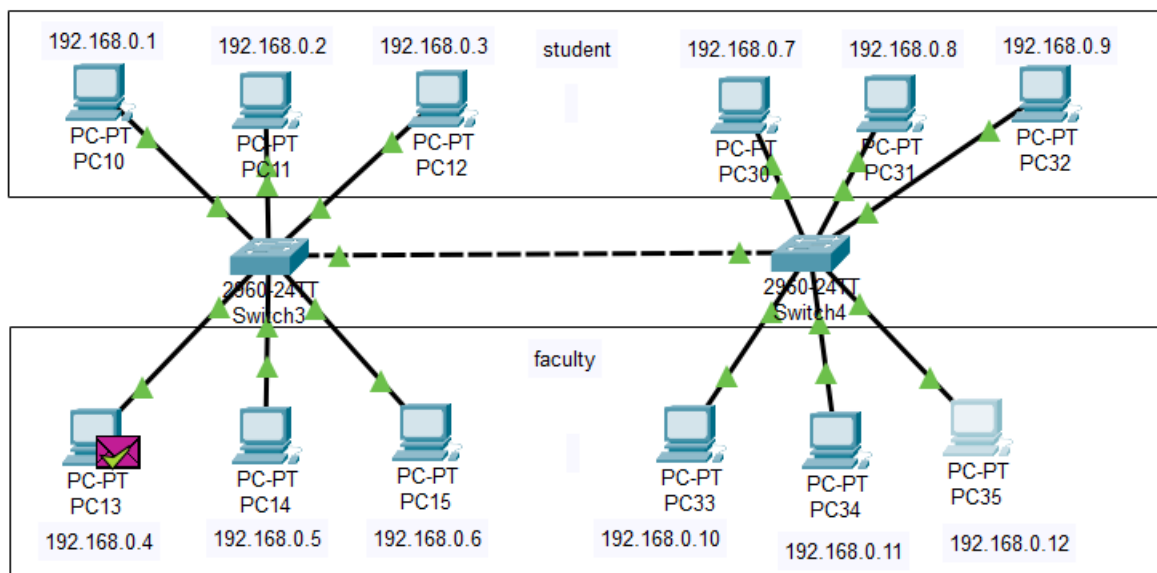 192.168.0.1
192.168.0.2
192.168.0.3
student
192.168.0.7
192.168.0.8
192.168.0.9
PC-PT
PC10
PC-PT
PC11
PC-PT
PC12
PC-PT
PC30
PC-PT
PC31
PC-PT
PC32
2960-24TT
Switch3
2960-24TT
Switch4
faculty
PC-PT
PC13
PC-PT
PC14
PC-PT
PC15
PC-PT
PC33
PC-PT
PC34
PC-PT
PC35
192.168.0.4
192.168.0.5
192.168.0.6
192.168.0.10
192.168.0.11
192.168.0.12